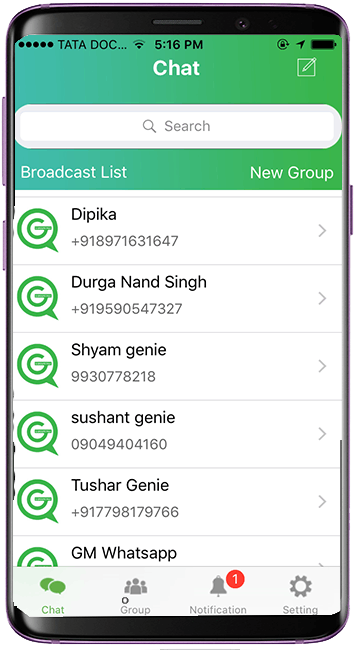 TATA DOC... 5:16 PM
Chat
Search
Broadcast List New Group
Dipika
+918971631647
Durga Nand Singh
+919590547327
Shyam genie
9930778218
sushant genie
09049404160
Tushar Genie
+917798179766
GM Whatsapp
1
Chat Group Notification Setting